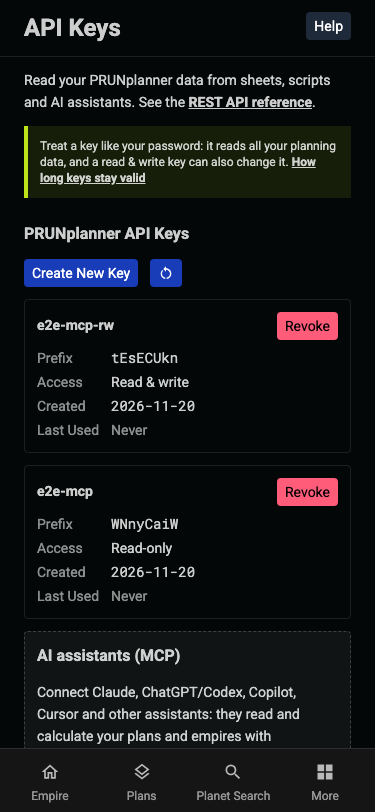 API Keys
Help
Read your PRUNplanner data from sheets, scripts
and AI assistants. See the REST API reference.
Treat a key like your password: it reads all your planning
data, and a read & write key can also change it. How
long keys stay valid
PRUNplanner API Keys
Create New Key
e2e-mcp-rw
Revoke
Prefix tEsECUkn
Access Read & write
Created 2026-11-20
Last Used Never
e2e-mcp
Revoke
Prefix WNnyCaiW
Access Read-only
Created 2026-11-20
Last Used Never
AI assistants (MCP)
Connect Claude, ChatGPT/Codex, Copilot,
Cursor and other assistants: they read and
calculate your plans and empires with
Empire
Plans
Planet Search
More